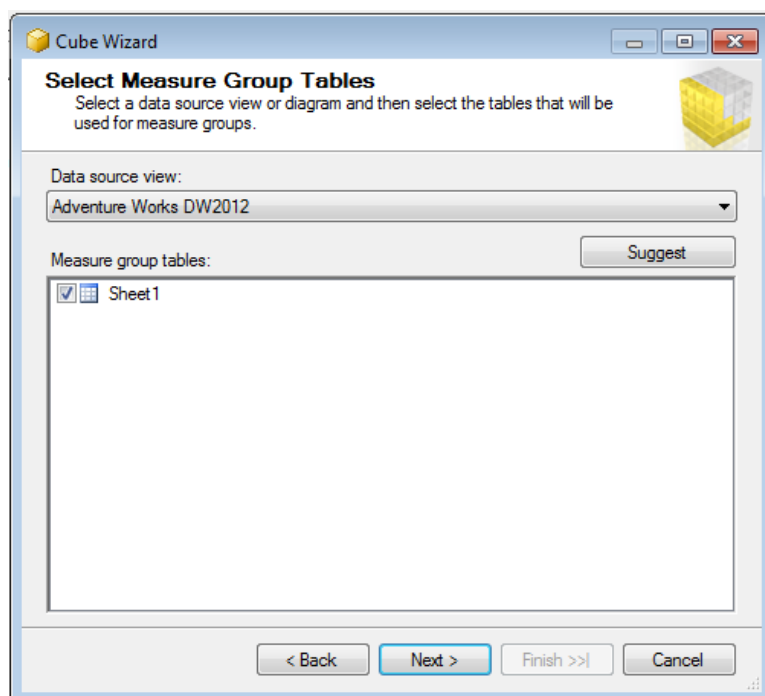 Cube Wizard
Select Measure Group Tables
Select a data source view or diagram and then select the tables that will be
used for measure groups.
Data source view:
Adventure Works DW2012
Measure group tables:
Suggest
Sheet1
< Back
Next >
Finish >>|
Cancel